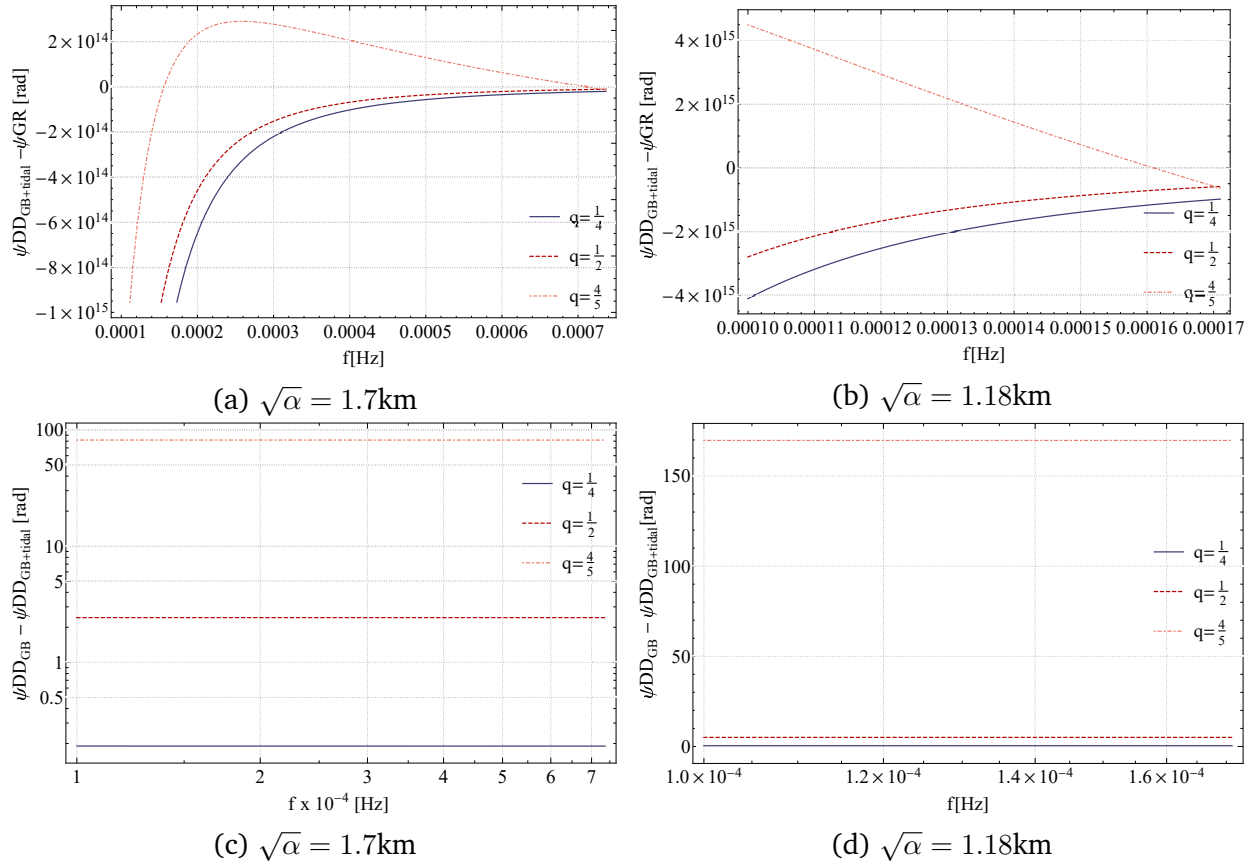 ψDD_GB+tidal −ψGR [rad]
2×10^14
0
−2×10^14
−4×10^14
−6×10^14
−8×10^14
−1×10^15
q=1/4
q=1/2
q=4/5
0.0001 0.0002 0.0003 0.0004 0.0005 0.0006 0.0007
f[Hz]
(a) √α = 1.7km
ψDD_GB+tidal −ψGR [rad]
4×10^15
2×10^15
0
−2×10^15
−4×10^15
q=1/4
q=1/2
q=4/5
0.00010 0.00011 0.00012 0.00013 0.00014 0.00015 0.00016 0.00017
f[Hz]
(b) √α = 1.18km
ψDD_GB − ψDD_GB+tidal [rad]
100
50
10
5
1
0.5
q=1/4
q=1/2
q=4/5
1 2 3 4 5 6 7
f x 10^−4 [Hz]
(c) √α = 1.7km
ψDD_GB − ψDD_GB+tidal[rad]
150
100
50
0
q=1/4
q=1/2
q=4/5
1.0×10^−4 1.2×10^−4 1.4×10^−4 1.6×10^−4
f[Hz]
(d) √α = 1.18km